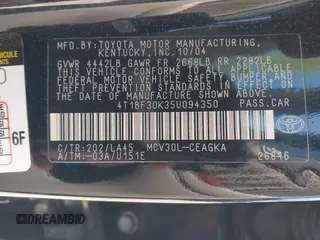 MFD.BY:TOYOTA MOTOR MANUFACTURING,
KENTUCKY,INC. 10/04
GVWR 4442LB GAWR FR 2668LB RR 2282LB
THIS VEHICLE CONFORMS TO ALL APPLICABLE
FEDERAL MOTOR VEHICLE SAFETY, BUMPER, AND
THEFT PREVENTION STANDARDS IN EFFECT ON
THE DATE OF MANUFACTURE SHOWN ABOVE.
4T1BF30K35U094350 PASS.CAR
C/TR:202/LA45 MCV30L-CEAGKA
A/TM:-03A/U151E
26846
TOYOTA
VEHICULE
6F
© DREAMBID